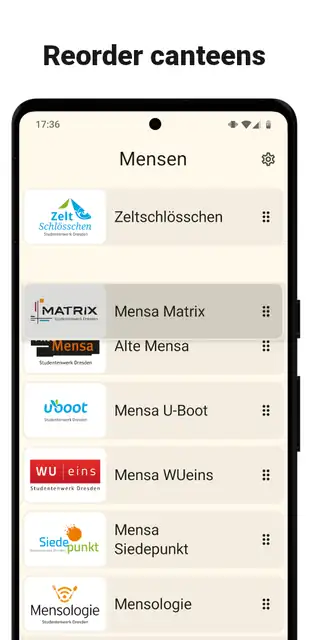 Reorder canteens
17:36
Mensen
Zelt
Schlösschen
Studentenwerk Dresden
Zeltschlösschen
MATRIX
Studentenwerk Dresden
Mensa Matrix
Mensa
Studentenwerk Dresden
Alte Mensa
uboot
Studentenwerk Dresden
Mensa U-Boot
WU eins
Studentenwerk Dresden
Mensa WUeins
Siede
punkt
Mensa
Siedepunkt
Mensologie
Studentenwerk Dresden
Mensologie